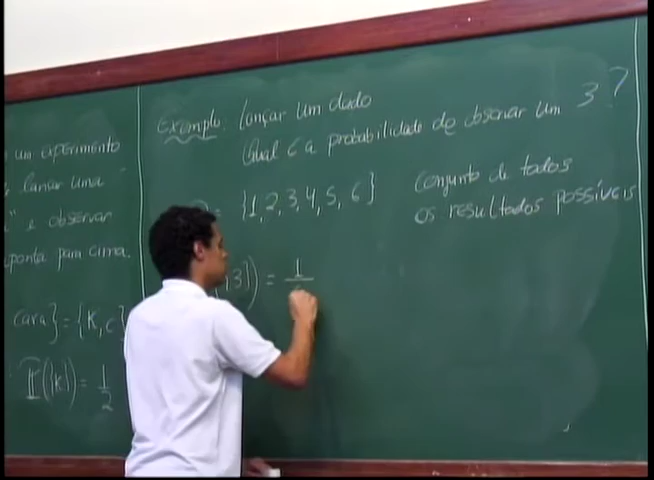 um experimento
lançar uma
" e observar
aponta para cima.
cara} = {K, c
P({K}) = 1/2
Exemplo. Lançar um dado
Qual é a probabilidade de observar um 3?
{1, 2, 3, 4, 5, 6} conjunto de todos
os resultados possíveis
3}) = 1